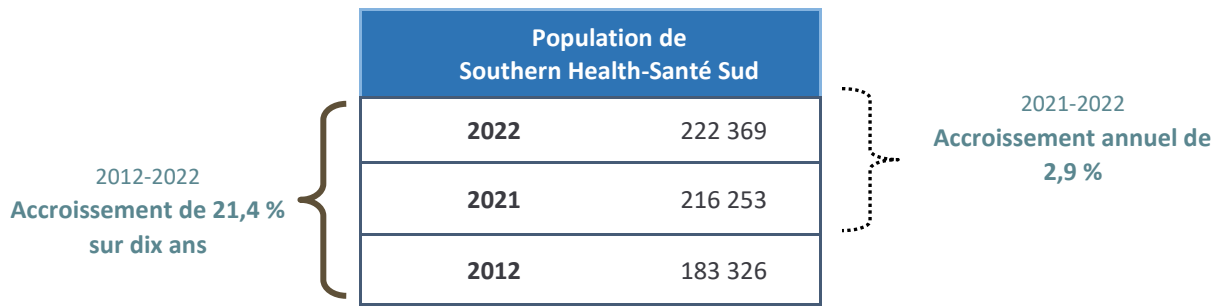 Population de
Southern Health-Santé Sud
2022 222 369
2021 216 253
2012 183 326
2012-2022
Accroissement de 21,4 %
sur dix ans
2021-2022
Accroissement annuel de
2,9 %